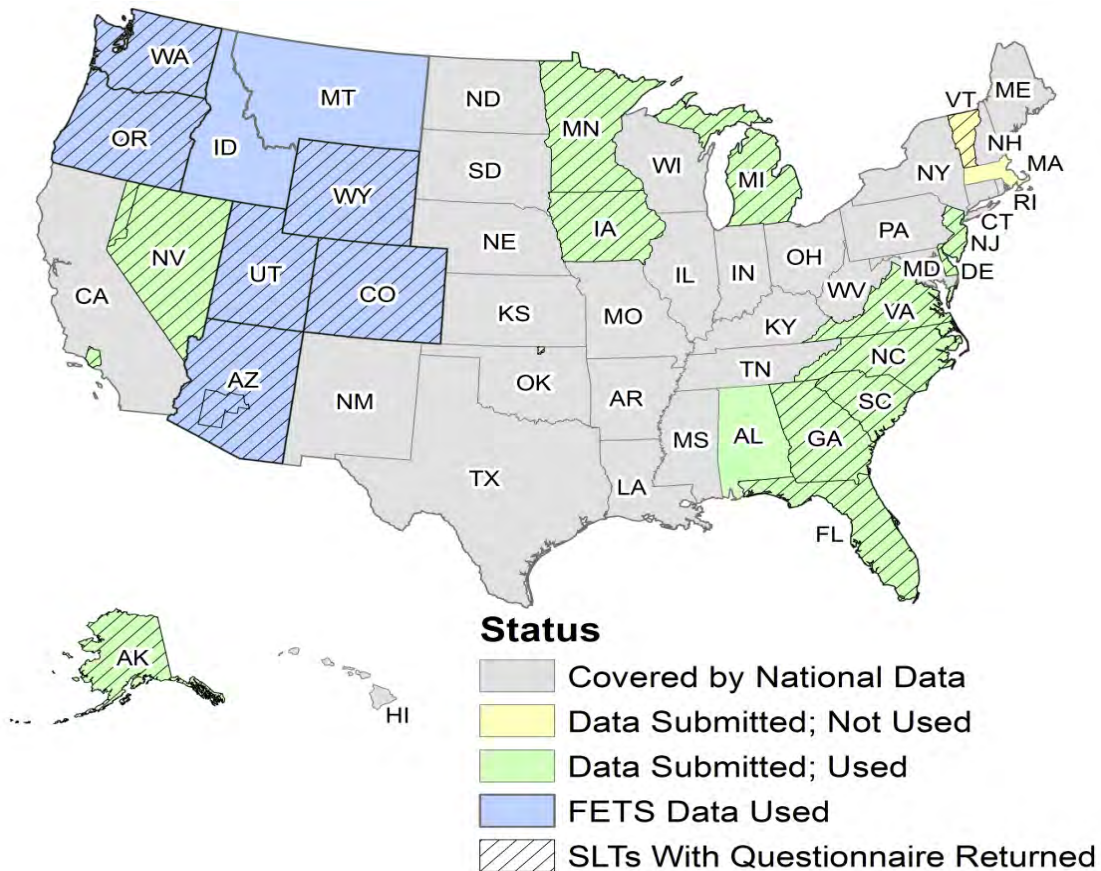 WA
MT
ND
MN
ME
VT
OR
ID
NH
WI
MA
SD
NY
WY
MI
RI
CT
IA
PA
NE
NJ
NV
UT
OH
IL
IN
MD
DE
CO
WV
CA
VA
KS
MO
KY
NC
TN
AZ
OK
NM
AR
SC
MS
AL
GA
TX
LA
FL
AK
HI
Status
Covered by National Data
Data Submitted; Not Used
Data Submitted; Used
FETS Data Used
SLTs With Questionnaire Returned